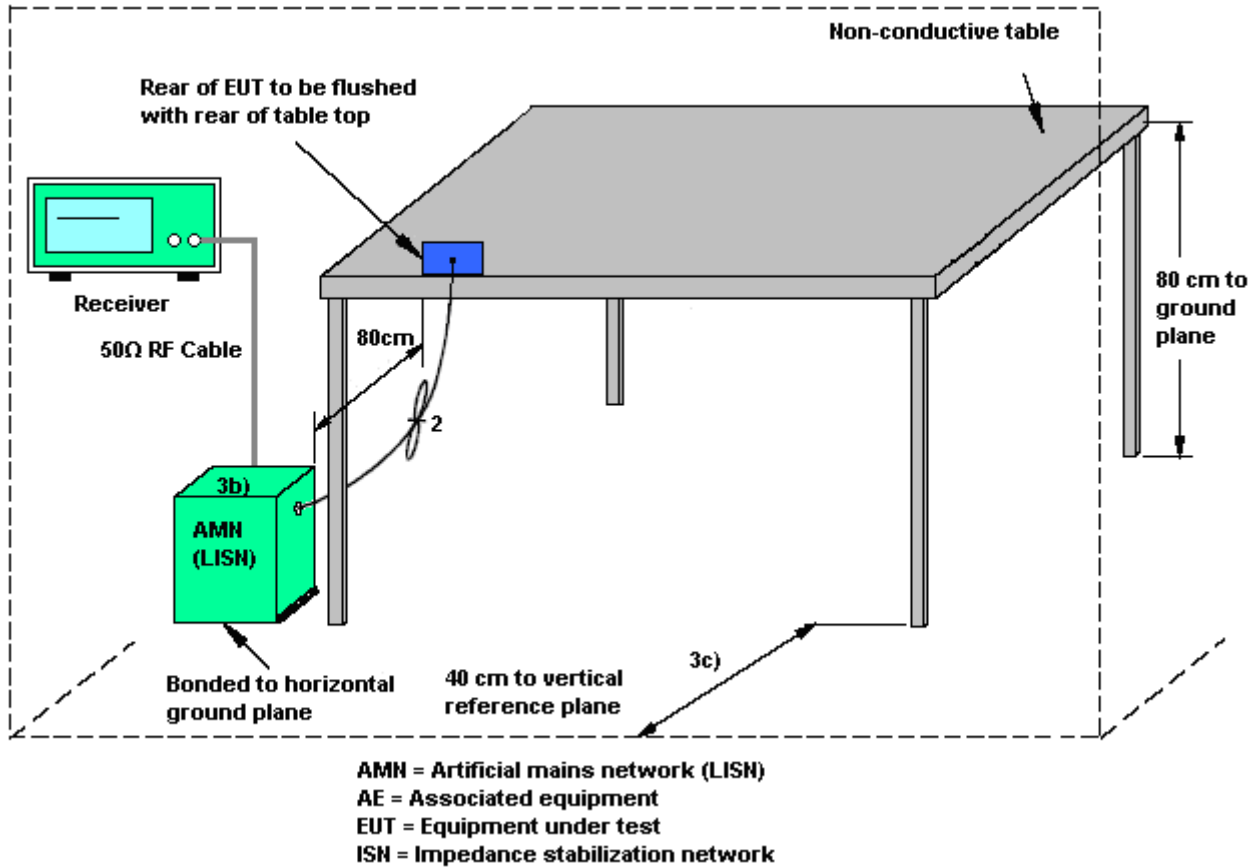 Non-conductive table
Rear of EUT to be flushed
with rear of table top
Receiver
50Ω RF Cable
80cm
2
80 cm to
ground
plane
3b)
AMN
(LISN)
3c)
Bonded to horizontal
ground plane
40 cm to vertical
reference plane
AMN = Artificial mains network (LISN)
AE = Associated equipment
EUT = Equipment under test
ISN = Impedance stabilization network